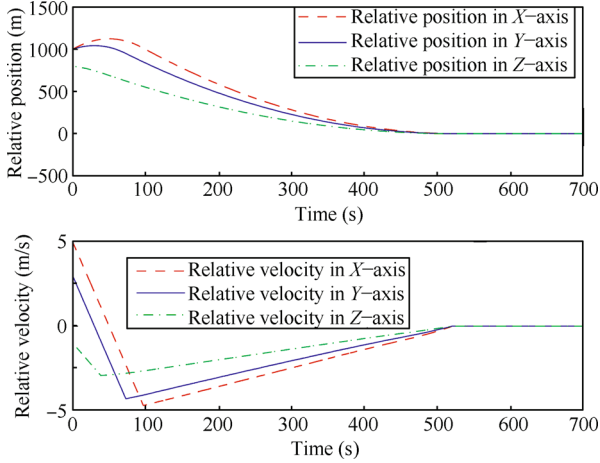 1500
1000
500
0
−500
Relative position (m)
Relative position in X−axis
Relative position in Y−axis
Relative position in Z−axis
0 100 200 300 400 500 600 700
Time (s)
5
0
−5
Relative velocity (m/s)
Relative velocity in X−axis
Relative velocity in Y−axis
Relative velocity in Z−axis
0 100 200 300 400 500 600 700
Time (s)